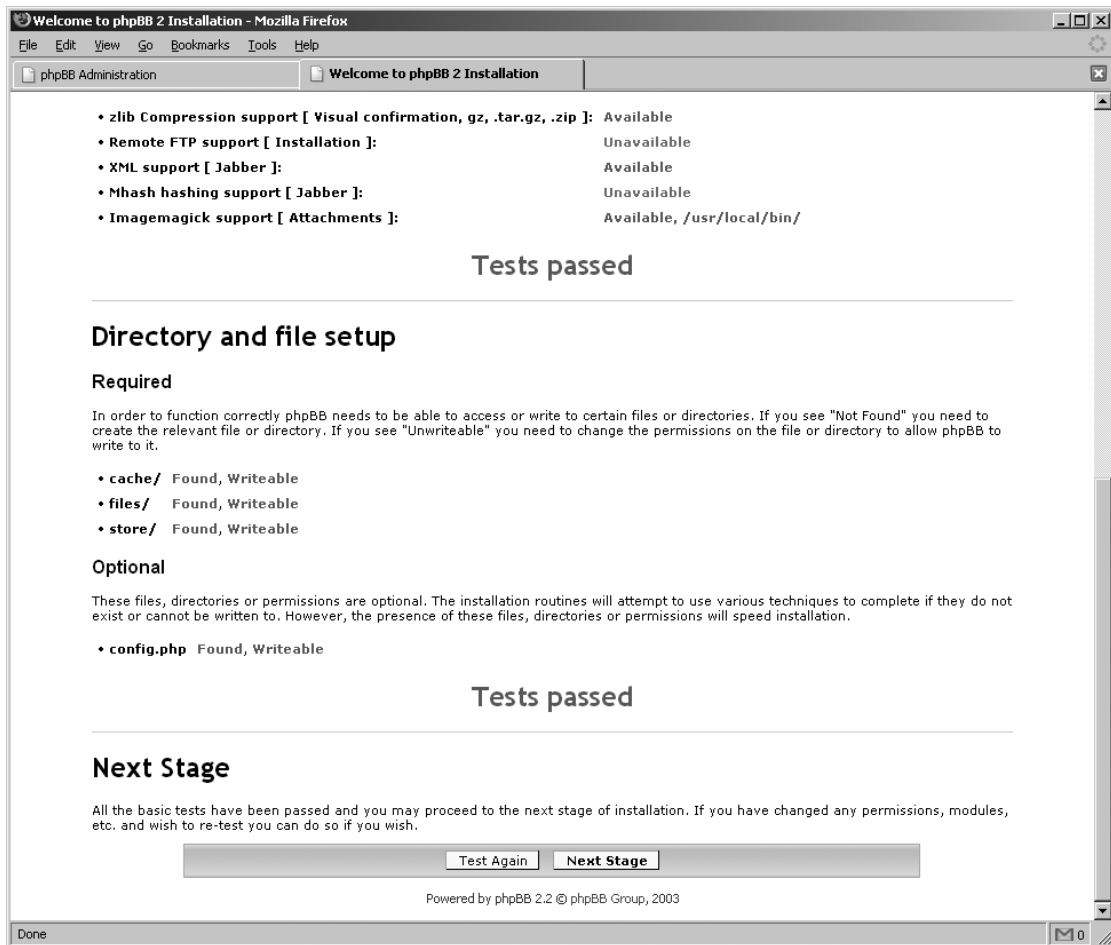 Welcome to phpBB 2 Installation - Mozilla Firefox
File Edit View Go Bookmarks Tools Help
phpBB Administration Welcome to phpBB 2 Installation
• zlib Compression support [ Visual confirmation, gz, .tar.gz, .zip ]: Available
• Remote FTP support [ Installation ]: Unavailable
• XML support [ Jabber ]: Available
• Mhash hashing support [ Jabber ]: Unavailable
• Imagemagick support [ Attachments ]: Available, /usr/local/bin/
Tests passed
Directory and file setup
Required
In order to function correctly phpBB needs to be able to access or write to certain files or directories. If you see "Not Found" you need to
create the relevant file or directory. If you see "Unwriteable" you need to change the permissions on the file or directory to allow phpBB to
write to it.
• cache/ Found, Writeable
• files/ Found, Writeable
• store/ Found, Writeable
Optional
These files, directories or permissions are optional. The installation routines will attempt to use various techniques to complete if they do not
exist or cannot be written to. However, the presence of these files, directories or permissions will speed installation.
• config.php Found, Writeable
Tests passed
Next Stage
All the basic tests have been passed and you may proceed to the next stage of installation. If you have changed any permissions, modules,
etc. and wish to re-test you can do so if you wish.
Test Again Next Stage
Powered by phpBB 2.2 © phpBB Group, 2003
Done 0